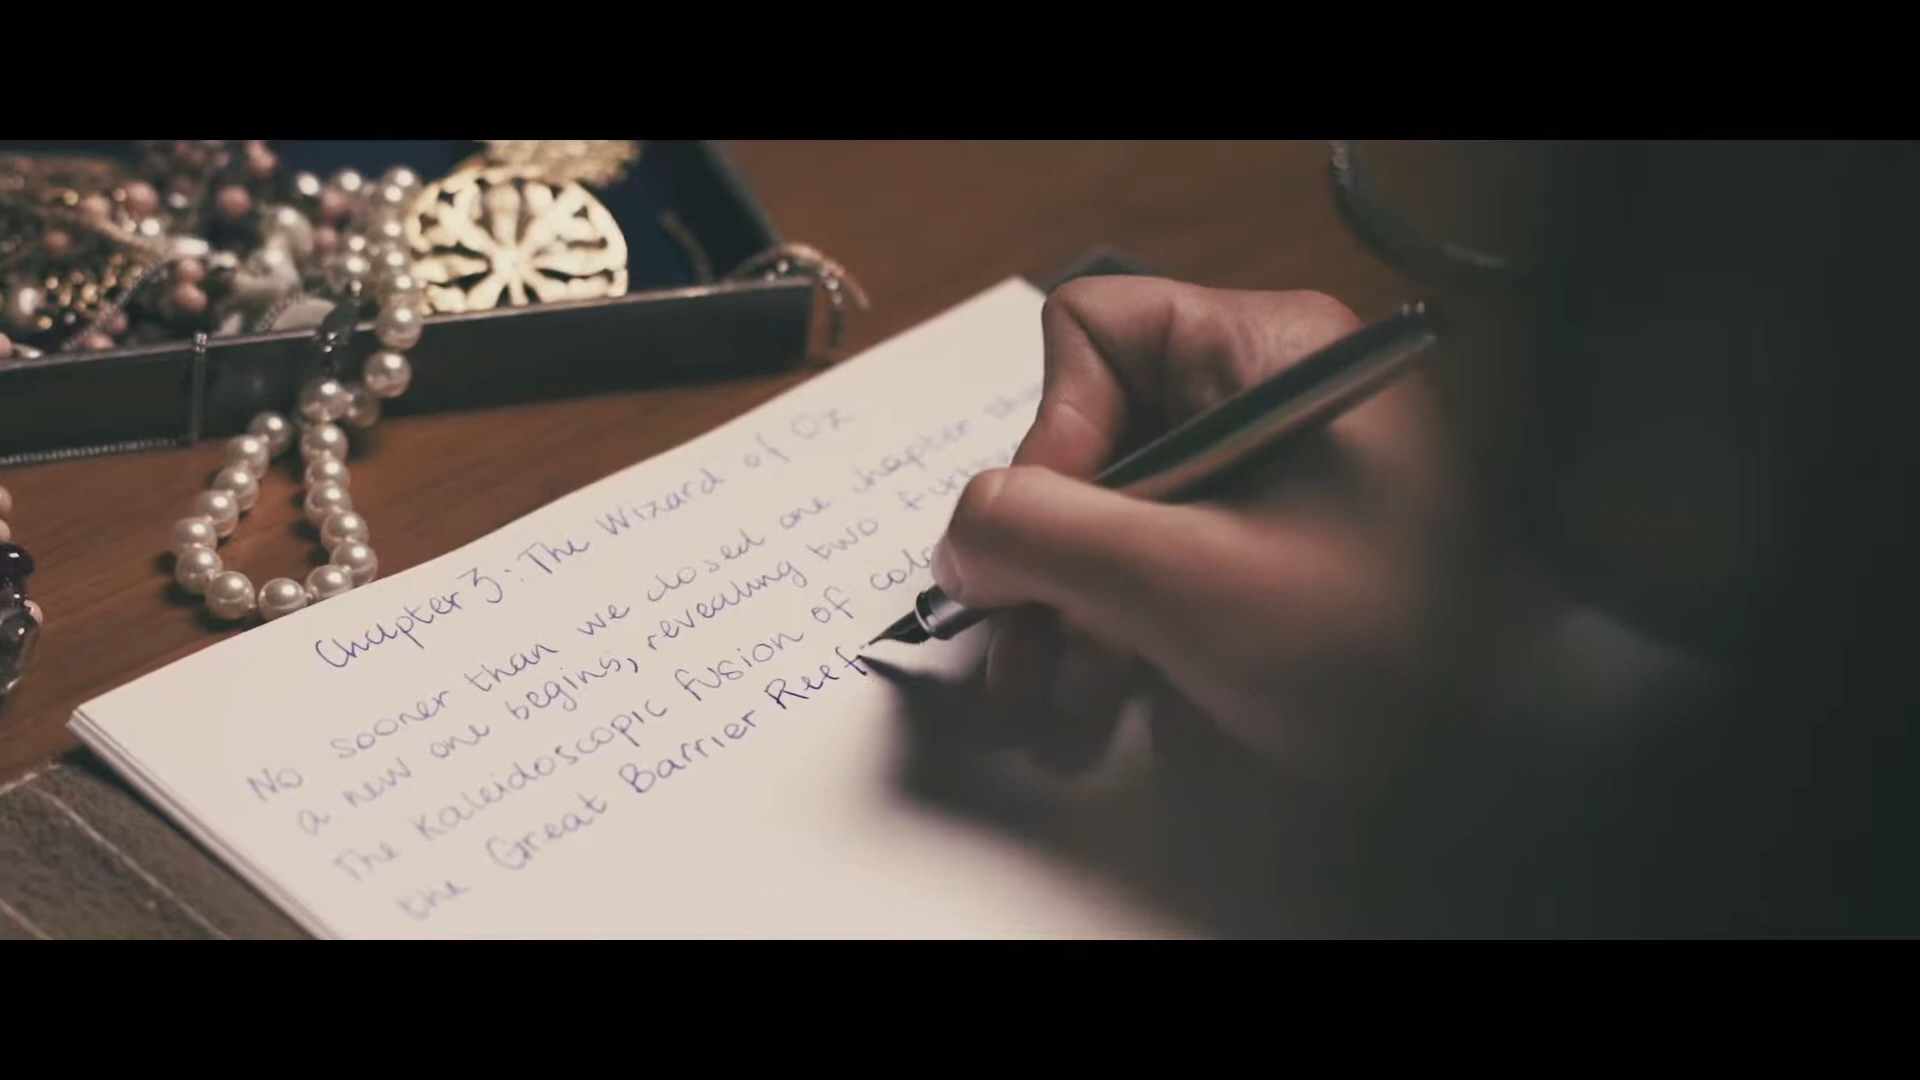 Chapter 3: The Wizard of Oz
No sooner than we closed one chapter
a new one begins, revealing two
The kaleidoscopic fusion of
the Great Barrier Reef